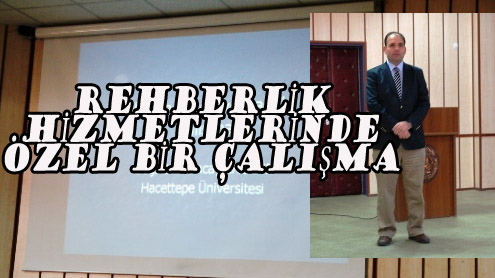 REHBERLİK
HİZMETLERİNDE
ÖZEL BİR ÇALIŞMA
Hacettepe Üniversitesi